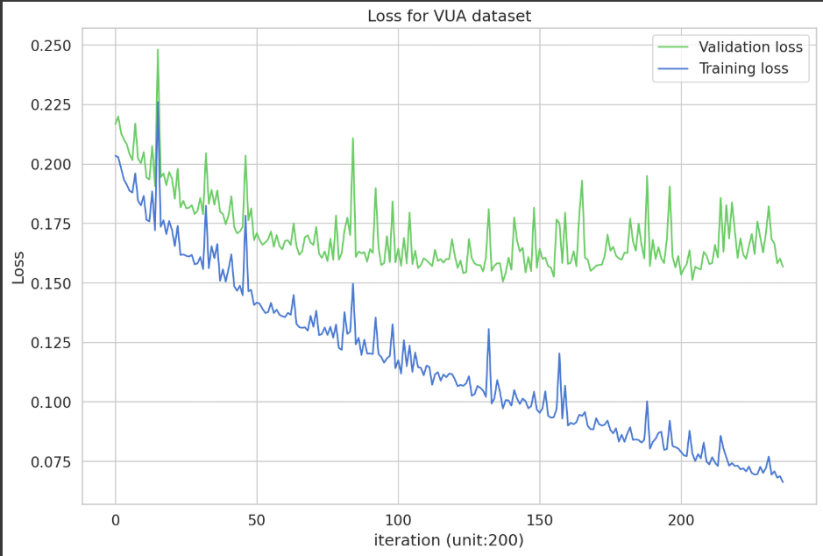 Loss for VUA dataset
0.250
0.225
0.200
0.175
0.150
0.125
0.100
0.075
Loss
Validation loss
Training loss
0
50
100
150
200
iteration (unit:200)